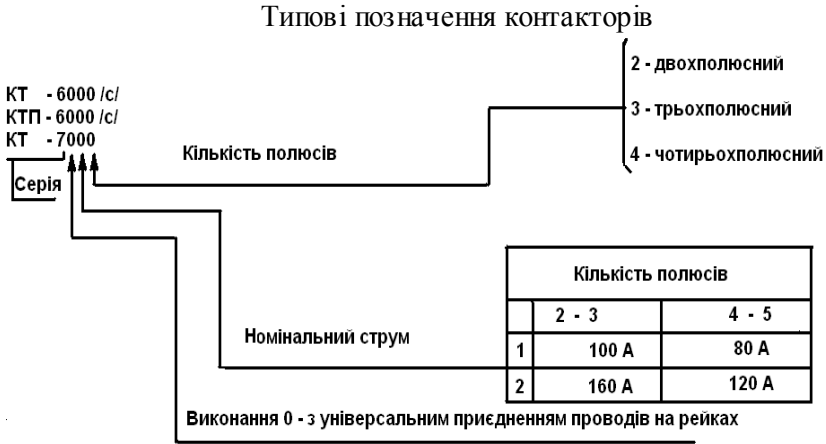 Типові позначення контакторів
КТ - 6000 /с/
КТП - 6000 /с/
КТ - 7000
Серія
Кількість полюсів
2 - двохполюсний
3 - трьохполюсний
4 - чотирьохполюсний
Номінальний струм
Кількість полюсів
2 - 3 4 - 5
1 100 А 80 А
2 160 А 120 А
Виконання 0 - з універсальним приєдненням проводів на рейках